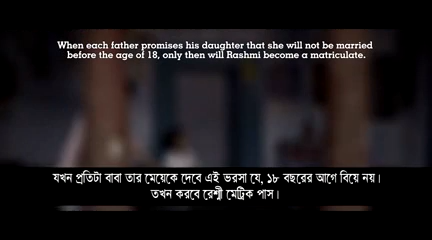 When each father promises his daughter that she will not be married
before the age of 18, only then will Rashmi become a matriculate.
যখন প্রতিটা বাবা তার মেয়েকে দেবে এই ভরসা যে, ১৮ বছরের আগে বিয়ে নয়।
তখন করবে রেশ্মী মেট্রিক পাস।